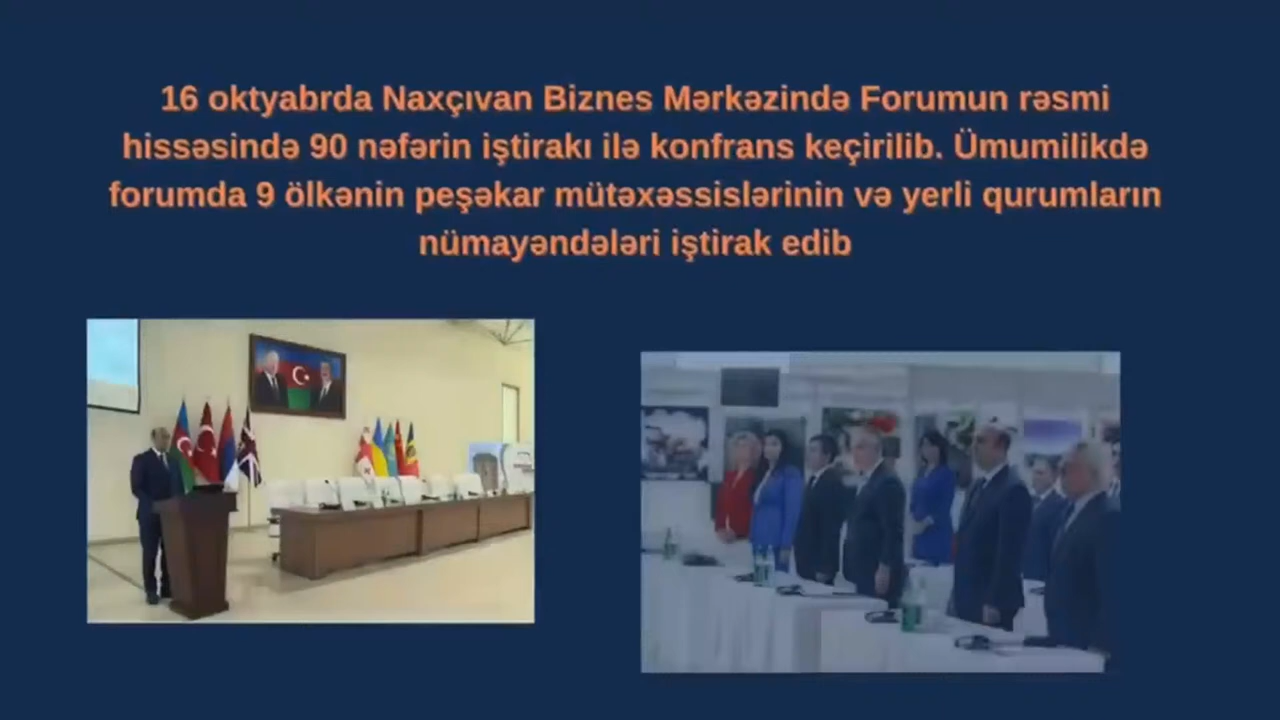 16 oktyabrda Naxçıvan Biznes Mərkəzində Forumun rəsmi
hissəsində 90 nəfərin iştirakı ilə konfrans keçirilib. Ümumilikdə
forumda 9 ölkənin peşəkar mütəxəssislərinin və yerli qurumların
nümayəndələri iştirak edib